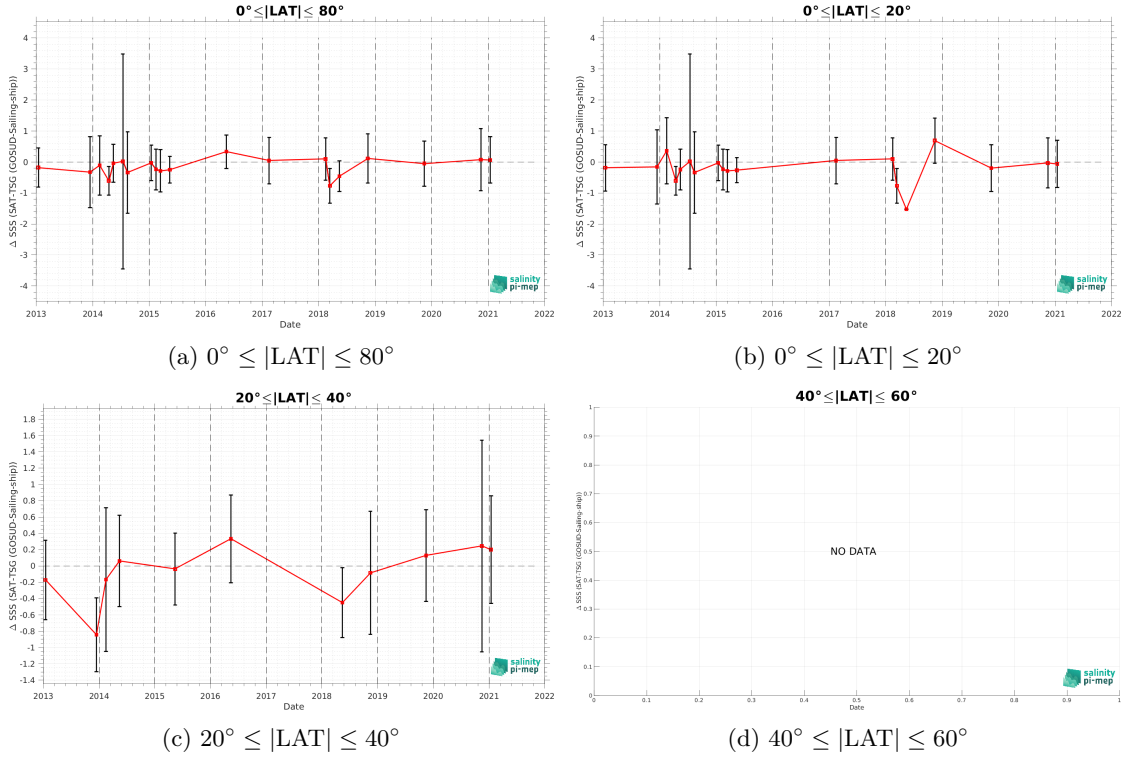 0°≤|LAT|≤ 80°
4
3
2
1
0
-1
-2
-3
-4
Δ SSS (SAT-TSG (GOSUD-Sailing-ship))
2013 2014 2015 2016 2017 2018 2019 2020 2021 2022
Date
salinity
pi-mep
(a) 0° ≤ |LAT| ≤ 80°
0°≤|LAT|≤ 20°
4
3
2
1
0
-1
-2
-3
-4
Δ SSS (SAT-TSG (GOSUD-Sailing-ship))
2013 2014 2015 2016 2017 2018 2019 2020 2021 2022
Date
salinity
pi-mep
(b) 0° ≤ |LAT| ≤ 20°
20°≤|LAT|≤ 40°
1.8
1.6
1.4
1.2
1
0.8
0.6
0.4
0.2
0
-0.2
-0.4
-0.6
-0.8
-1
-1.2
-1.4
Δ SSS (SAT-TSG (GOSUD-Sailing-ship))
2013 2014 2015 2016 2017 2018 2019 2020 2021 2022
Date
salinity
pi-mep
(c) 20° ≤ |LAT| ≤ 40°
40°≤|LAT|≤ 60°
1
0.9
0.8
0.7
0.6
0.5
0.4
0.3
0.2
0.1
0
Δ SSS (SAT-TSG (GOSUD-Sailing-ship))
NO DATA
0 0.1 0.2 0.3 0.4 0.5 0.6 0.7 0.8 0.9 1
Date
salinity
pi-mep
(d) 40° ≤ |LAT| ≤ 60°